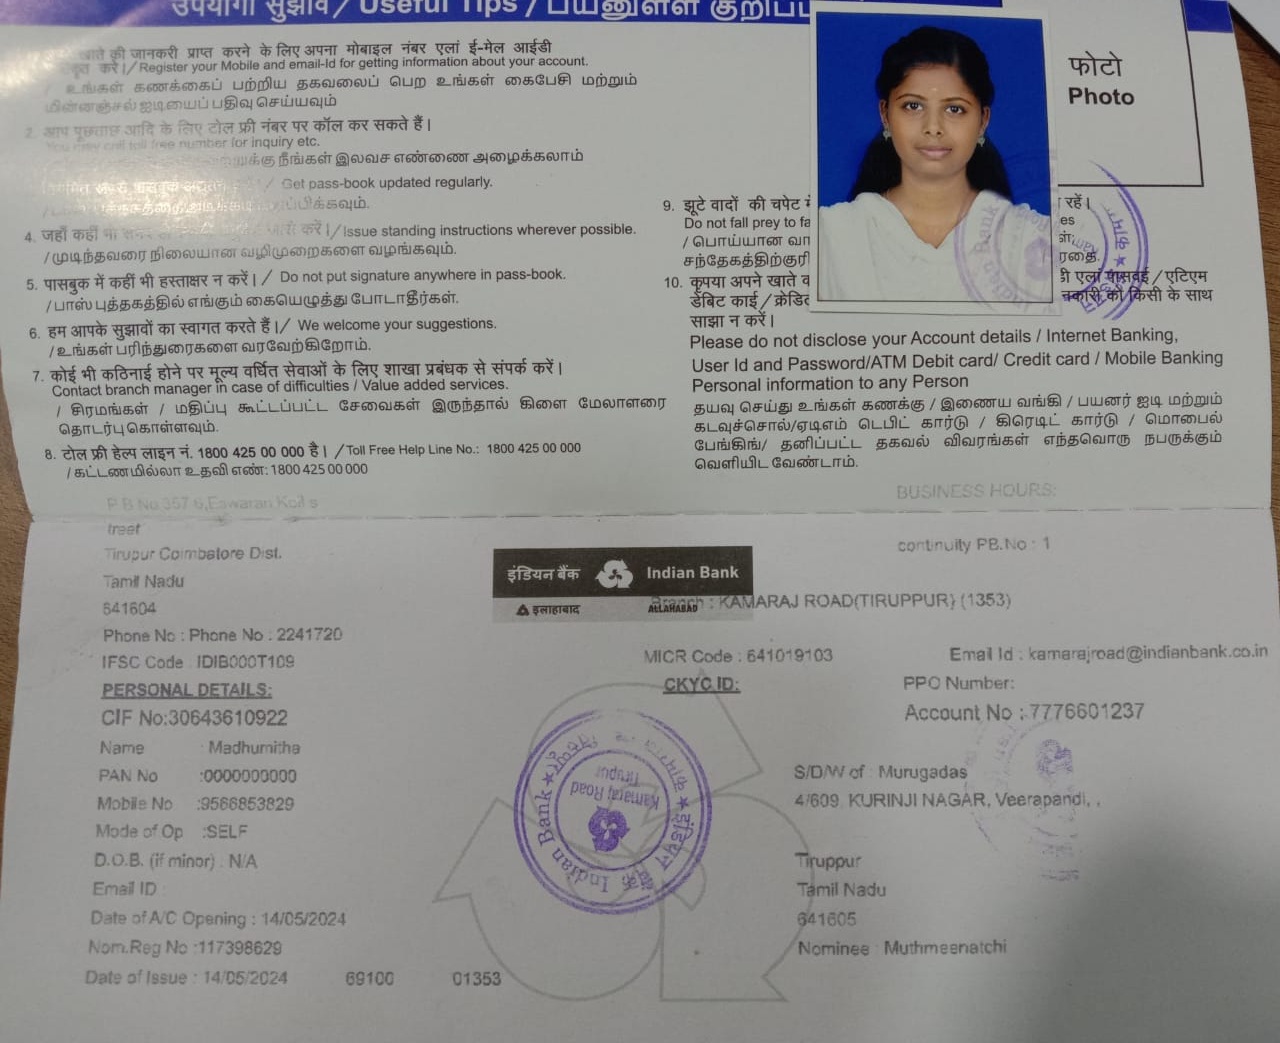 उपयोगी सुझाव / Useful Tips / பயனுள்ள குறிப்பு
खाते की जानकरी प्राप्त करने के लिए अपना मोबाइल नंबर एलां ई-मेल आईडी
करें।/Register your Mobile and email-Id for getting information about your account.
/ உங்கள் கணக்கைப் பற்றிய தகவலைப் பெற உங்கள் கைபேசி மற்றும்
மின்னஞ்சல் ஐடியைப் பதிவு செய்யவும்
2. आप पूछताछ आदि के लिए टोल फ्री नंबर पर कॉल कर सकते हैं।
You may call toll free number for inquiry etc.
நீங்கள் இலவச எண்ணை அழைக்கலாம்
/ Get pass-book updated regularly.
4. जहाँ कहीं भी करें।/Issue standing instructions wherever possible.
/முடிந்தவரை நிலையான வழிமுறைகளை வழங்கவும்.
5. पासबुक में कहीं भी हस्ताक्षर न करें। / Do not put signature anywhere in pass-book.
/பாஸ் புத்தகத்தில் எங்கும் கையெழுத்து போடாதீர்கள்.
6. हम आपके सुझावों का स्वागत करते हैं।/ We welcome your suggestions.
/உங்கள் பரிந்துரைகளை வரவேற்கிறோம்.
7. कोई भी कठिनाई होने पर मूल्य वर्धित सेवाओं के लिए शाखा प्रबंधक से संपर्क करें।
Contact branch manager in case of difficulties / Value added services.
/ சிரமங்கள் / மதிப்பு கூட்டப்பட்ட சேவைகள் இருந்தால் கிளை மேலாளரை
தொடர்பு கொள்ளவும்.
8. टोल फ्री हेल्प लाइन नं. 1800 425 00 000 है। /Toll Free Help Line No.: 1800 425 00 000
/கட்டணமில்லா உதவி எண்: 1800 425 00 000
फोटो
Photo
9. झूटे वादों की चपेट में रहें।
Do not fall prey to fa es
/ பொய்யான வா
சந்தேகத்திற்குரி
10. कृपया अपने खाते क ी एलां पासवर्ड / एटिएम
डेबिट कार्ड / क्रेडिट नकारी को किसी के साथ
साझा न करें।
Please do not disclose your Account details / Internet Banking,
User Id and Password/ATM Debit card/ Credit card / Mobile Banking
Personal information to any Person
தயவு செய்து உங்கள் கணக்கு / இணைய வங்கி / பயனர் ஐடி மற்றும்
கடவுச்சொல்/ஏடிஎம் டெபிட் கார்டு / கிரெடிட் கார்டு / மொபைல்
பேங்கிங்/ தனிப்பட்ட தகவல் விவரங்கள் எந்தவொரு நபருக்கும்
வெளியிட வேண்டாம்.
P B No 357 6,Eswaran Koil s
treet
Tirupur Coimbatore Dist.
Tamil Nadu
641604
Phone No : Phone No : 2241720
IFSC Code : IDIB000T109
BUSINESS HOURS:
continuity PB.No : 1
इंडियन बैंक Indian Bank
इलाहाबाद ALLAHABAD
Branch : KAMARAJ ROAD(TIRUPPUR) (1353)
MICR Code : 641019103
Email Id : kamarajroad@indianbank.co.in
PERSONAL DETAILS:
CKYC ID:
PPO Number:
CIF No:30643610922
Account No : 7776601237
Name : Madhumitha
PAN No :0000000000
Mobile No :9566853829
Mode of Op :SELF
D.O.B. (if minor) : N/A
Email ID :
Date of A/C Opening : 14/05/2024
Nom.Reg No :117398629
Date of Issue : 14/05/2024 69100 01353
S/D/W of : Murugadas
4/609, KURINJI NAGAR, Veerapandi, .
Tiruppur
Tamil Nadu
641605
Nominee : Muthmeenatchi
Indian Bank
Kamaraj Road
Tirupur